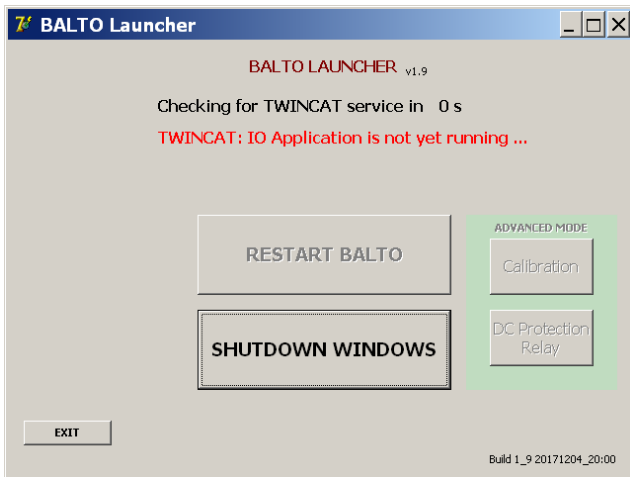 BALTO Launcher
BALTO LAUNCHER v1.9
Checking for TWINCAT service in 0 s
TWINCAT: IO Application is not yet running ...
RESTART BALTO
SHUTDOWN WINDOWS
ADVANCED MODE
Calibration
DC Protection
Relay
EXIT
Build 1_9 20171204_20:00